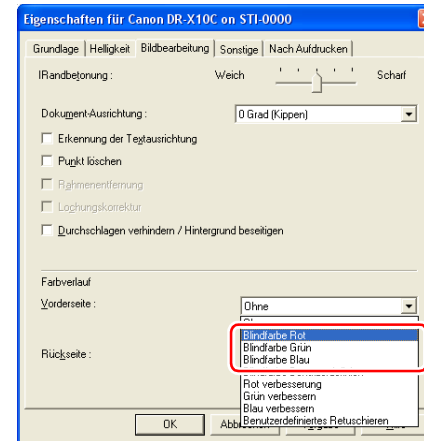 Eigenschaften für Canon DR-X10C on STI-0000
Grundlage Helligkeit Bildbearbeitung Sonstige Nach Aufdrucken
IRandbetonung : Weich Scharf
Dokument-Ausrichtung : 0 Grad (Kippen)
Erkennung der Textausrichtung
Punkt löschen
Rahmenentfernung
Lochungskorrektur
Durchschlagen verhindern / Hintergrund beseitigen
Farbverlauf
Vorderseite : Ohne
Blindfarbe Rot
Blindfarbe Grün
Rückseite : Blindfarbe Blau
Rot verbesserung
Grün verbessern
Blau verbessern
Benutzerdefiniertes Retuschieren
OK